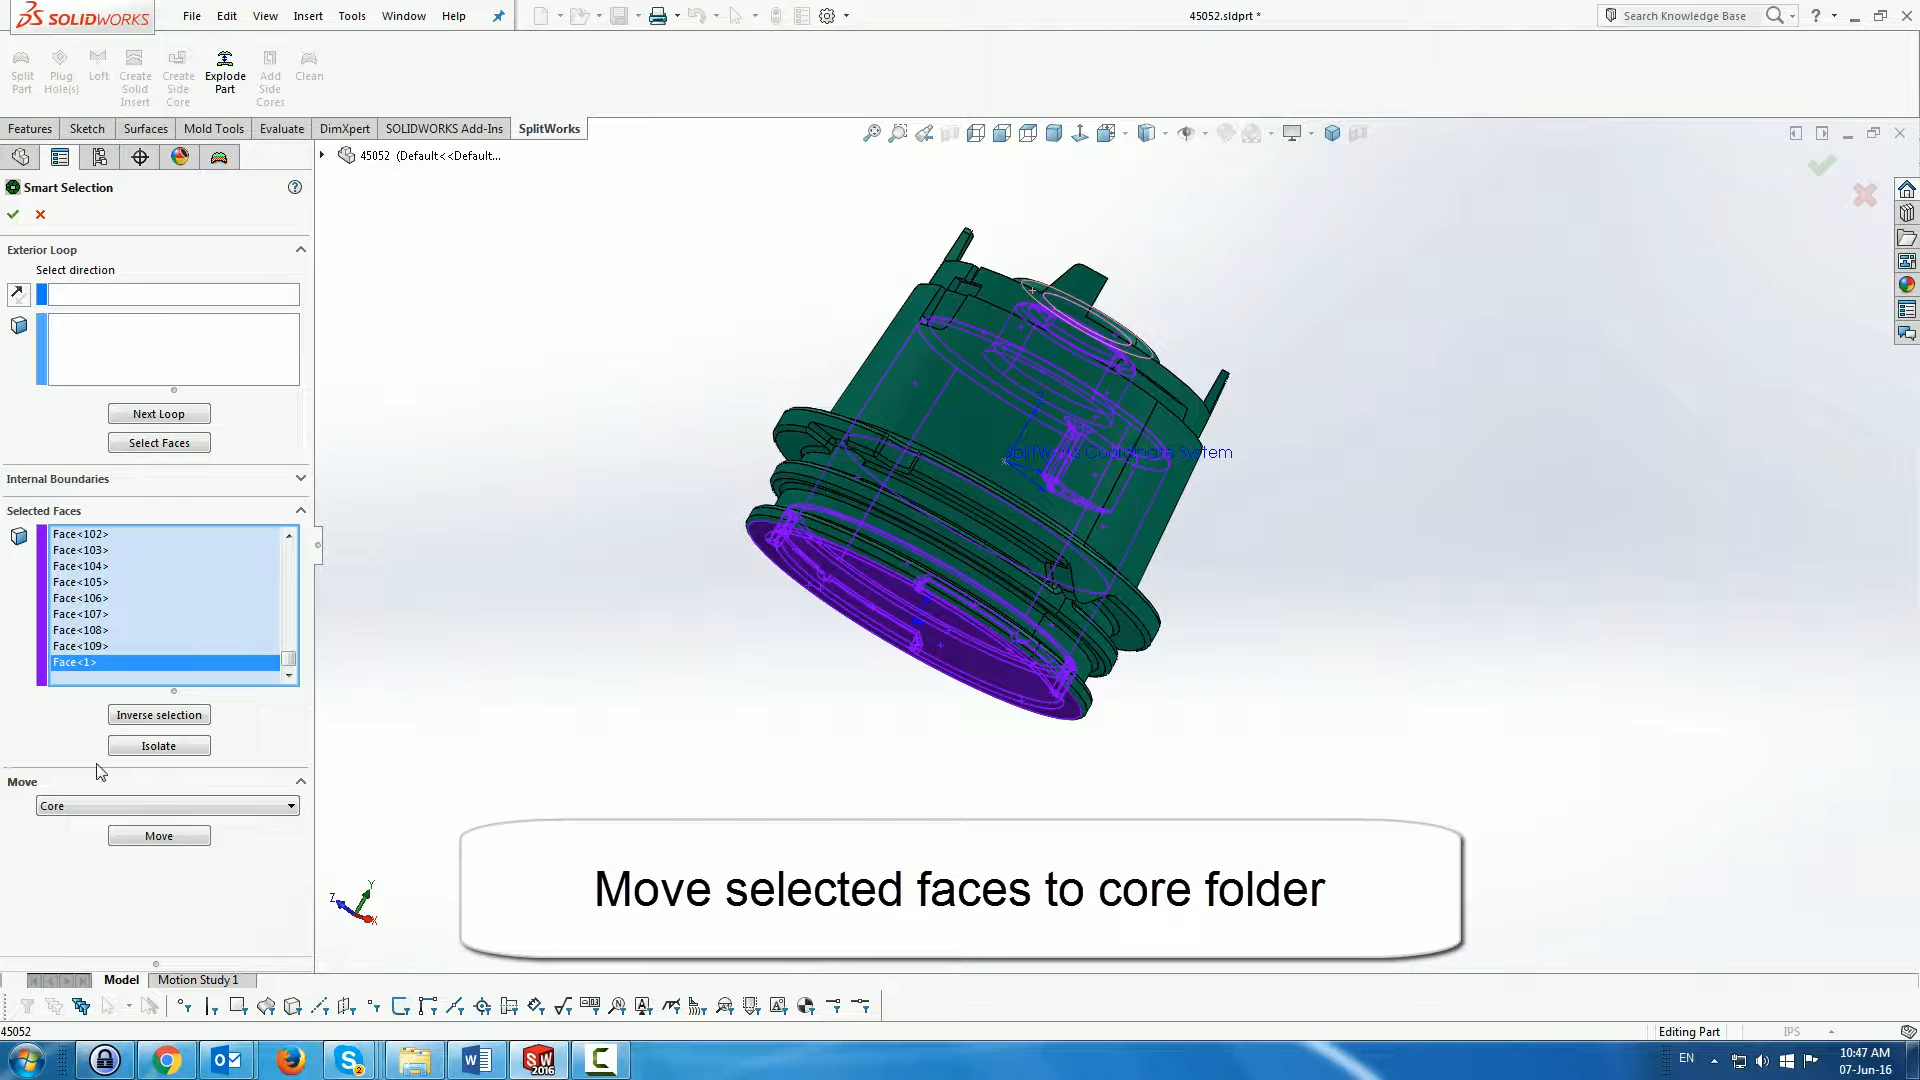 SOLIDWORKS
File Edit View Insert Tools Window Help
45052.sldprt *
Search Knowledge Base
Split Part
Plug Hole(s)
Loft
Create Solid Insert
Create Side Core
Explode Part
Add Side Cores
Clean
Features Sketch Surfaces Mold Tools Evaluate DimXpert SOLIDWORKS Add-Ins SplitWorks
45052 (Default<<Default...
Smart Selection
Exterior Loop
Select direction
Next Loop
Select Faces
Internal Boundaries
Selected Faces
Face<102>
Face<103>
Face<104>
Face<105>
Face<106>
Face<107>
Face<108>
Face<109>
Face<1>
Inverse selection
Isolate
Move
Core
Move
SplitWorks Coordinate System
Y
Z
X
Move selected faces to core folder
Model Motion Study 1
45052
Editing Part
IPS
SW 2016
EN
10:47 AM
07-Jun-16